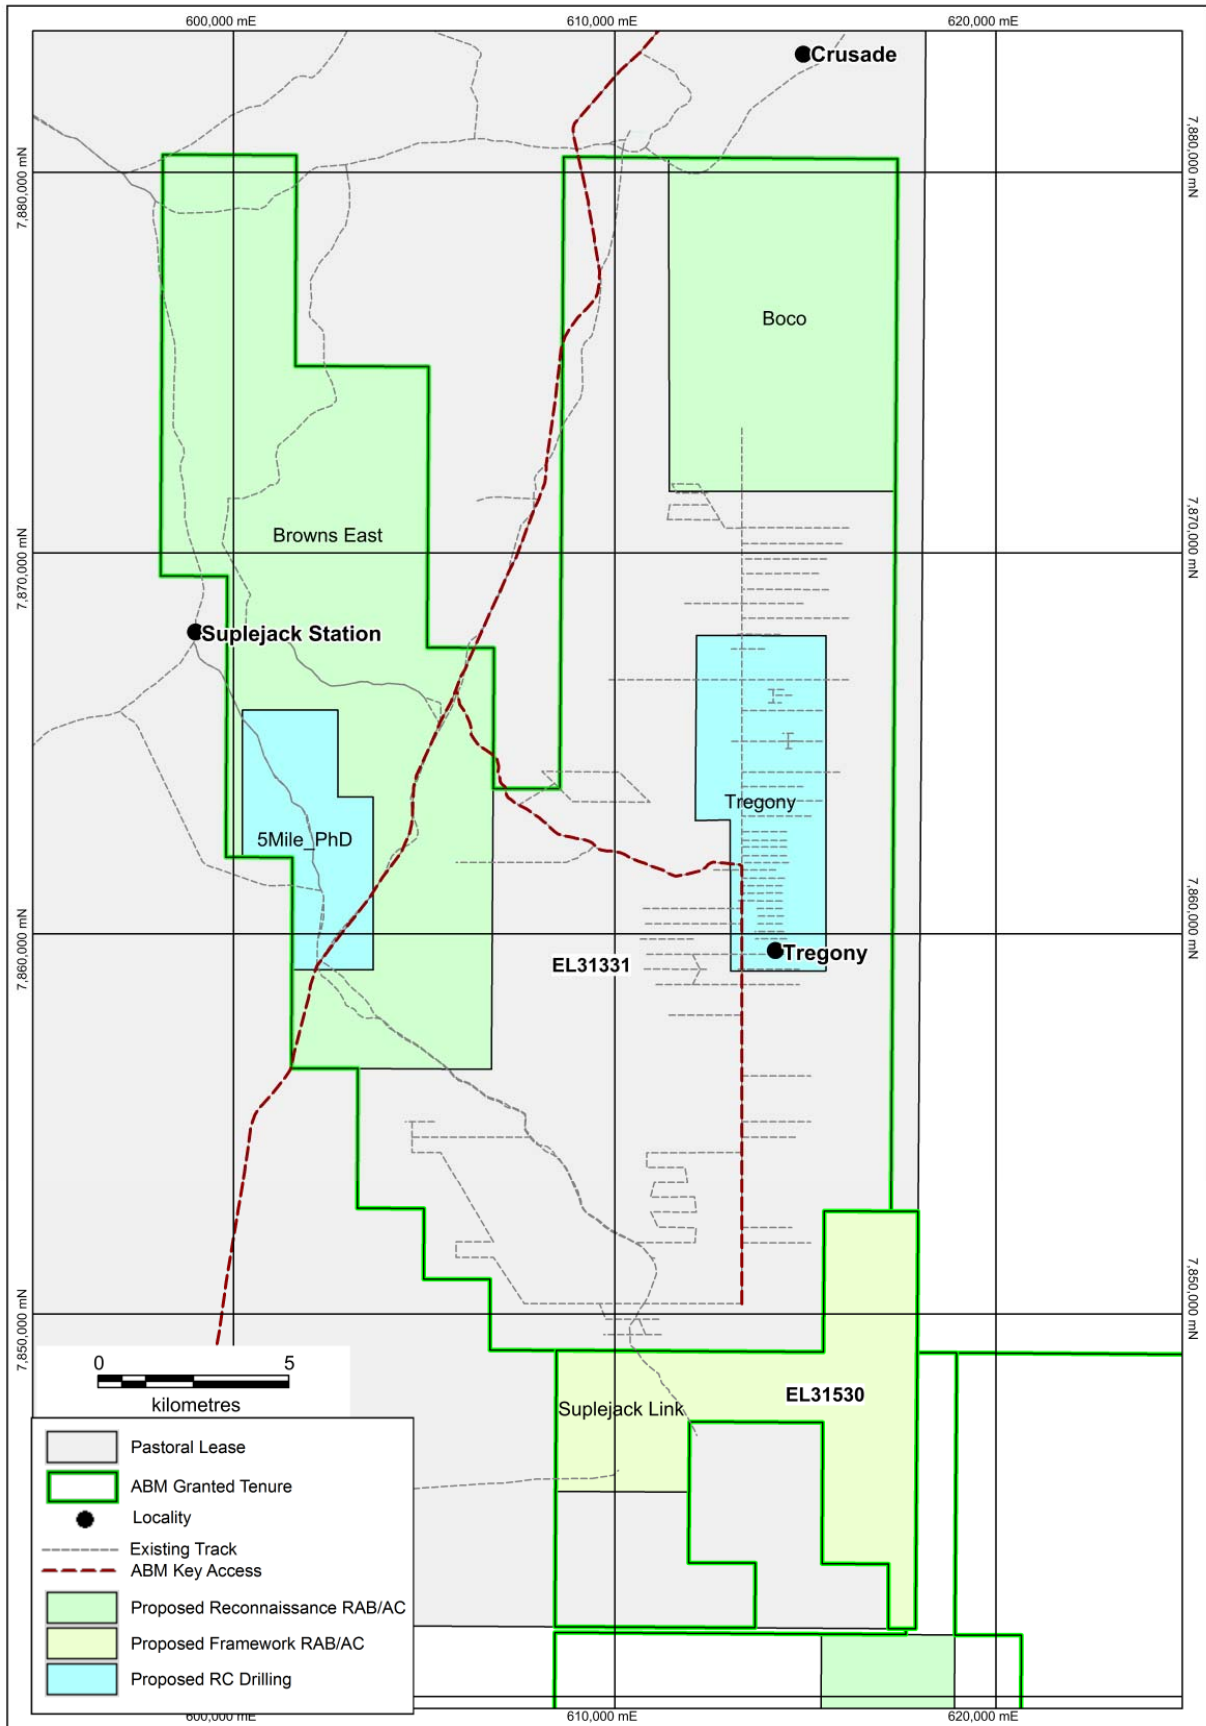 600,000 mE
610,000 mE
620,000 mE
Crusade
7,880,000 mN
7,880,000 mN
Boco
Browns East
7,870,000 mN
7,870,000 mN
Suplejack Station
Tregony
5Mile_PhD
7,860,000 mN
7,860,000 mN
Tregony
EL31331
7,850,000 mN
7,850,000 mN
0 5
kilometres
EL31530
Suplejack Link
Pastoral Lease
ABM Granted Tenure
Locality
Existing Track
ABM Key Access
Proposed Reconnaissance RAB/AC
Proposed Framework RAB/AC
Proposed RC Drilling
600,000 mE
610,000 mE
620,000 mE